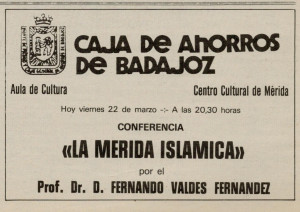 CAJA DE AHORROS
DE BADAJOZ
Aula de Cultura
Centro Cultural de Mérida
Hoy viernes 22 de marzo -:- A las 20,30 horas
CONFERENCIA
«LA MERIDA ISLAMICA»
por el
Prof. Dr. D. FERNANDO VALDES FERNANDEZ